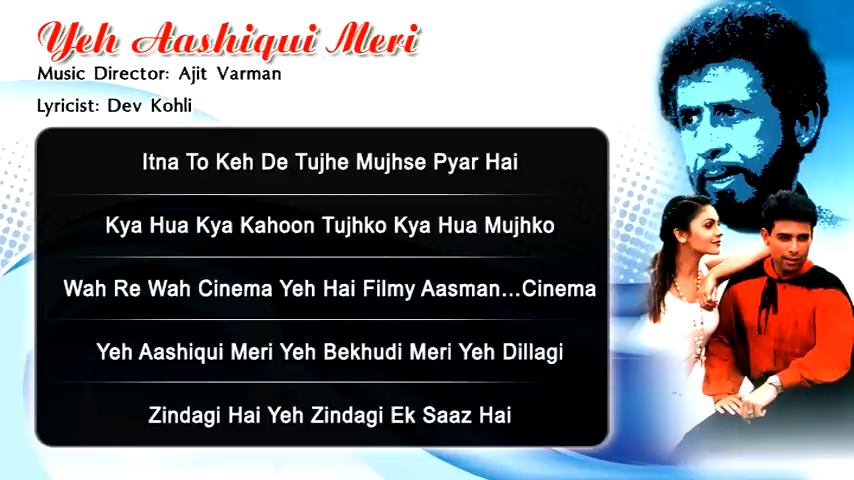 Yeh Aashiqui Meri
Music Director: Ajit Varman
Lyricist: Dev Kohli
Itna To Keh De Tujhe Mujhse Pyar Hai
Kya Hua Kya Kahoon Tujhko Kya Hua Mujhko
Wah Re Wah Cinema Yeh Hai Filmy Aasman...Cinema
Yeh Aashiqui Meri Yeh Bekhudi Meri Yeh Dillagi
Zindagi Hai Yeh Zindagi Ek Saaz Hai